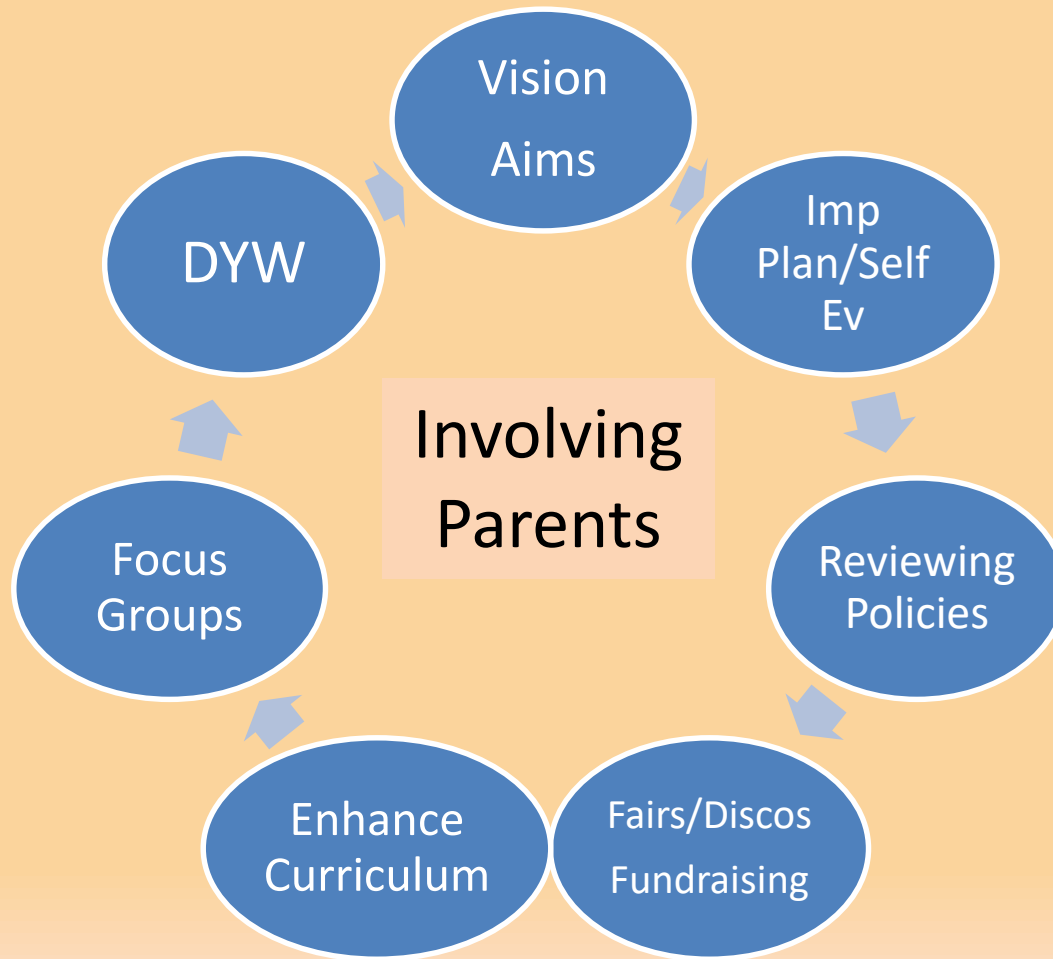 Vision
Aims
Imp
Plan/Self
Ev
Reviewing
Policies
Fairs/Discos
Fundraising
Enhance
Curriculum
Focus
Groups
DYW
Involving
Parents